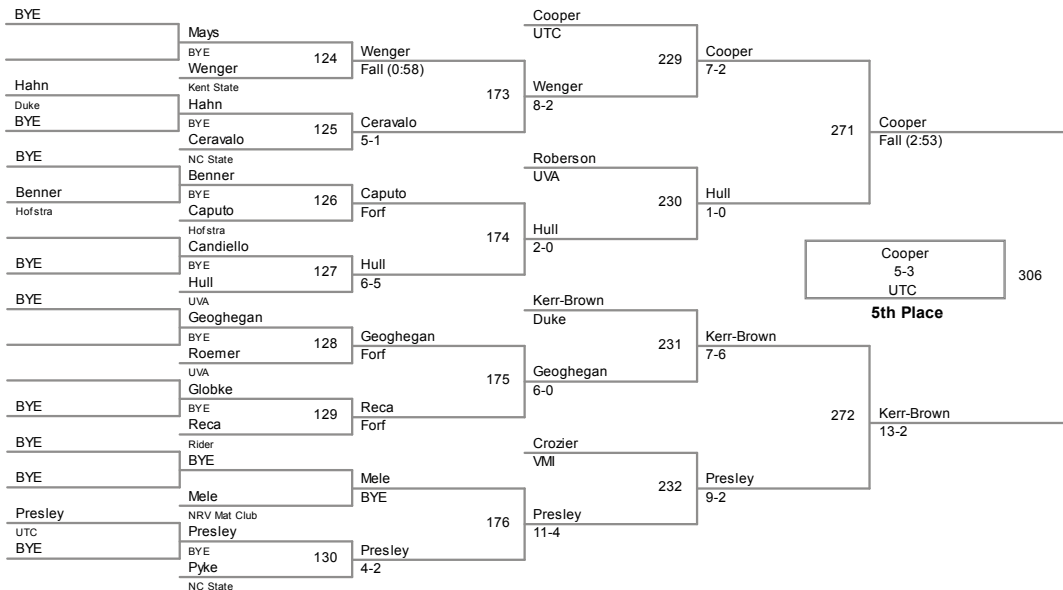 BYE
Hahn
Duke
BYE
BYE
Benner
Hofstra
BYE
BYE
BYE
BYE
BYE
Presley
UTC
BYE
Mays
BYE
Wenger
Kent State
124
Hahn
BYE
Ceravalo
NC State
125
Benner
BYE
Caputo
Hofstra
126
Candiello
BYE
Hull
UVA
127
Geoghegan
BYE
Roemer
UVA
128
Globke
BYE
Reca
Rider
129
BYE
Mele
NRV Mat Club
Presley
BYE
Pyke
NC State
130
Wenger
Fall (0:58)
173
Ceravalo
5-1
Caputo
Forf
174
Hull
6-5
Geoghegan
Forf
175
Reca
Forf
Mele
BYE
176
Presley
4-2
Cooper
UTC
229
Wenger
8-2
Roberson
UVA
230
Hull
2-0
Kerr-Brown
Duke
231
Geoghegan
6-0
Crozier
VMI
232
Presley
11-4
Cooper
7-2
271
Hull
1-0
Kerr-Brown
7-6
272
Presley
9-2
Cooper
Fall (2:53)
Cooper
5-3
UTC
306
5th Place
Kerr-Brown
13-2